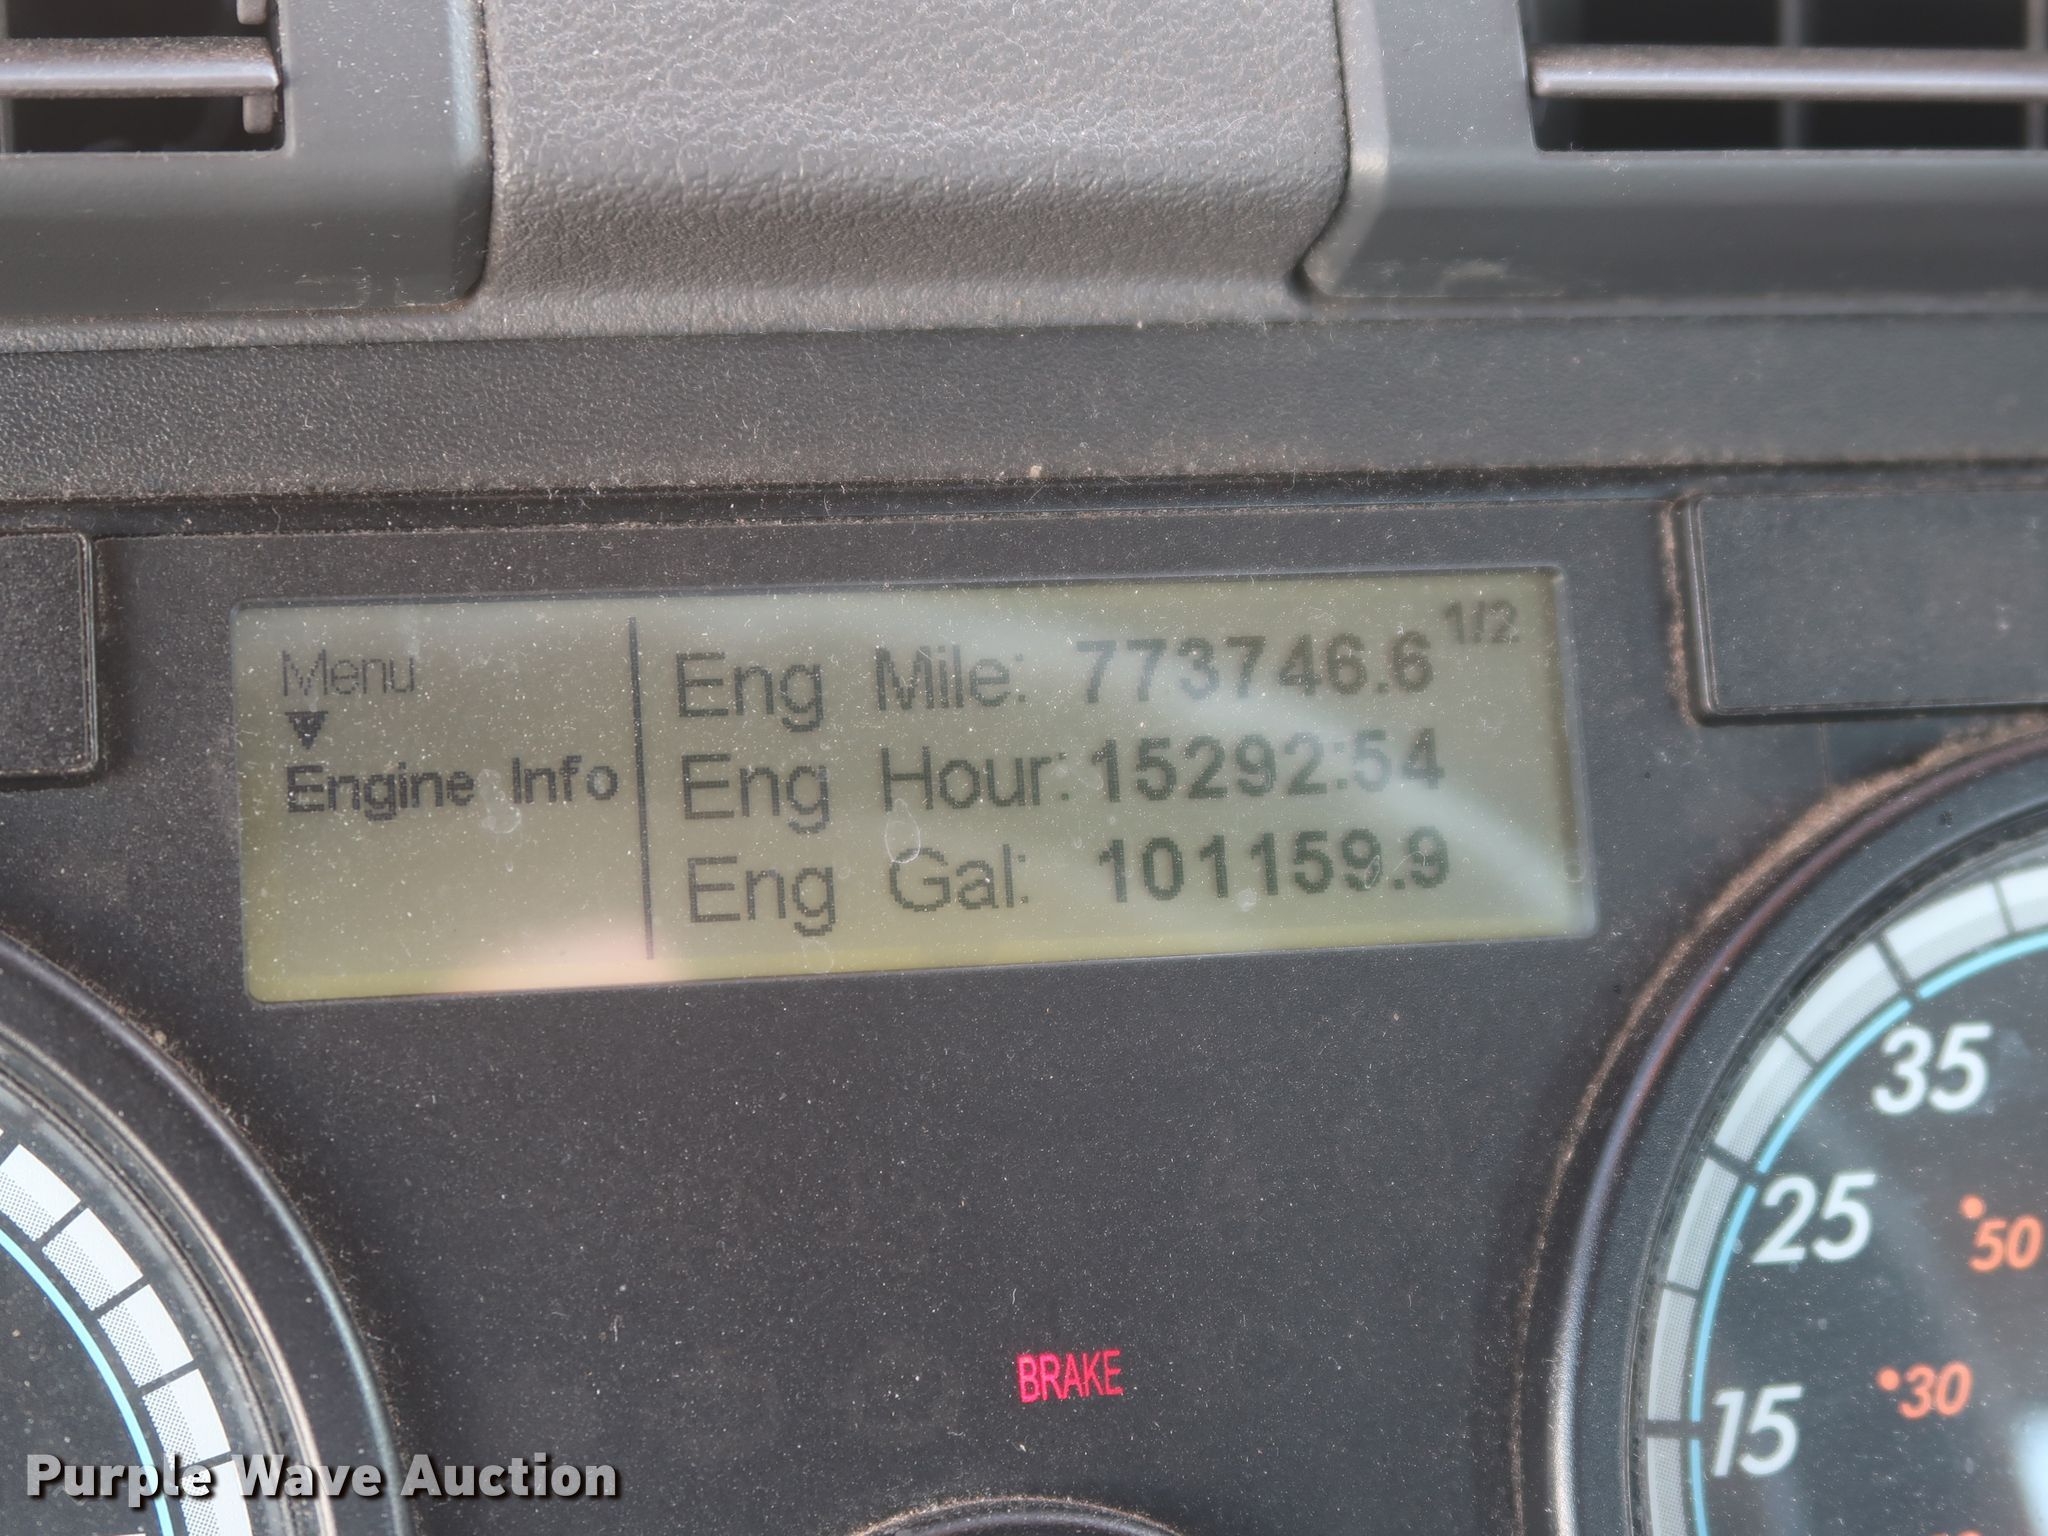 Menu
Engine Info
Eng Mile: 773746.6
1/2
Eng Hour: 15292:54
Eng Gal: 101159.9
35
25
50
30
15
BRAKE
Purple Wave Auction